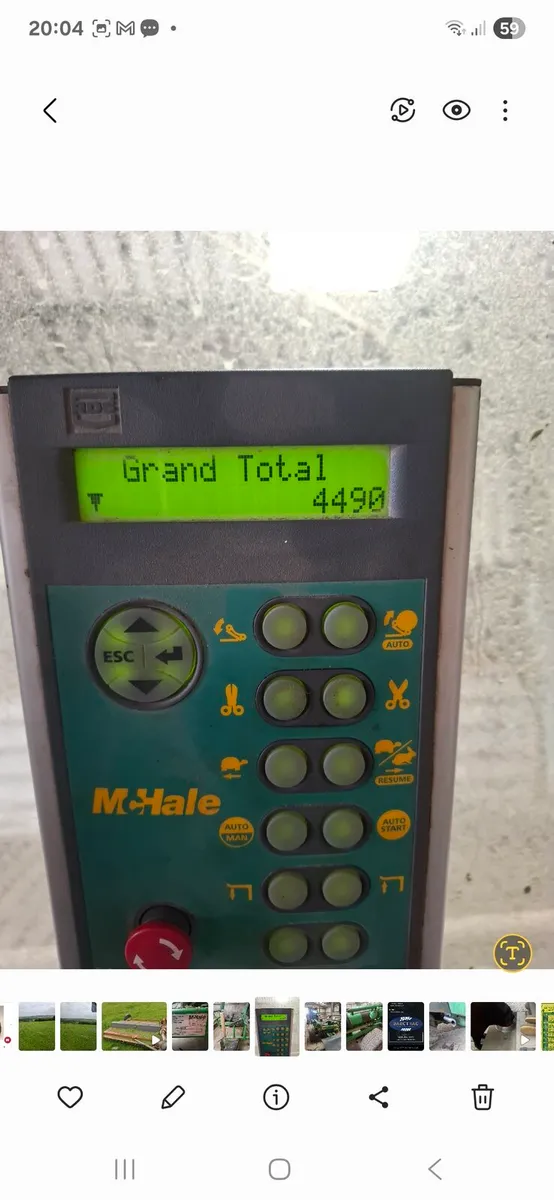 20:04
59
Grand Total
4490
ESC
AUTO
RESUME
McHale
AUTO
MAN
AUTO
START
T